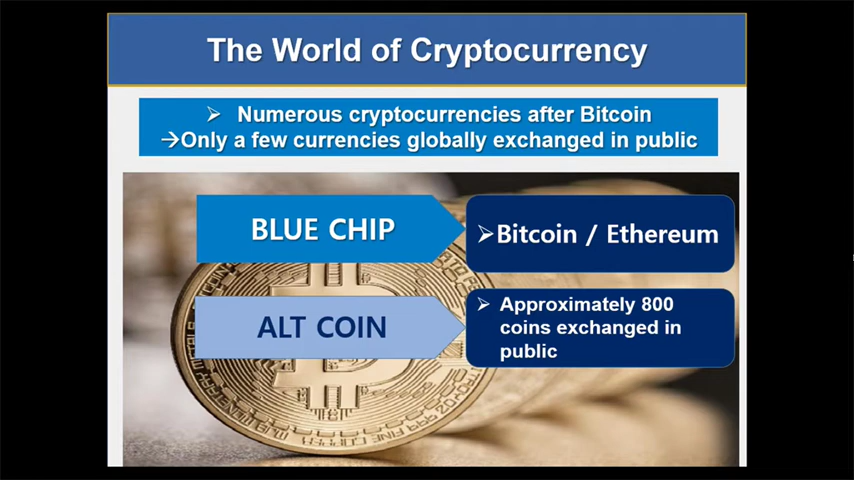 The World of Cryptocurrency
➢ Numerous cryptocurrencies after Bitcoin
→Only a few currencies globally exchanged in public
BLUE CHIP
➢Bitcoin / Ethereum
ALT COIN
➢ Approximately 800
coins exchanged in
public